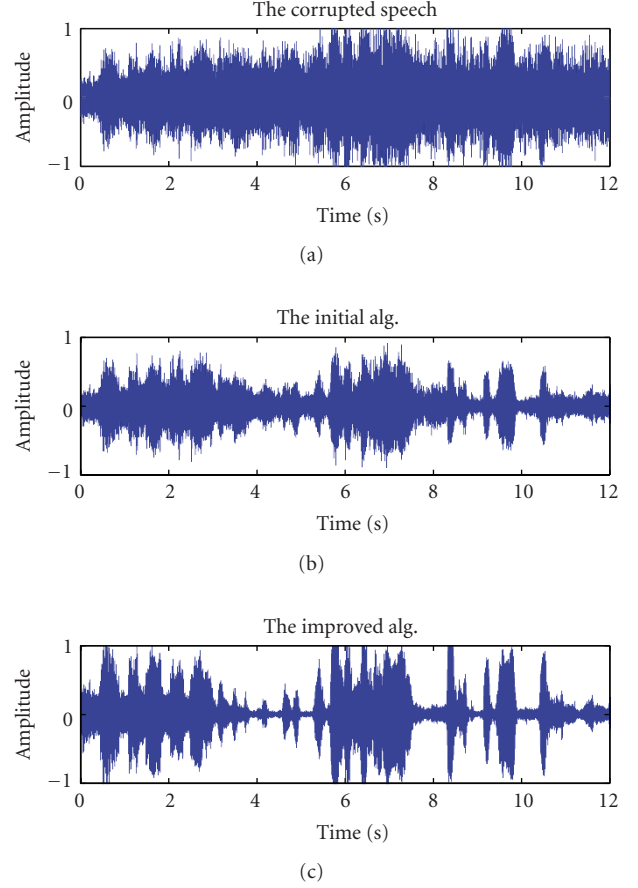 The corrupted speech
Amplitude
1
0
−1
0 2 4 6 8 10 12
Time (s)
(a)
The initial alg.
Amplitude
1
0
−1
0 2 4 6 8 10 12
Time (s)
(b)
The improved alg.
Amplitude
1
0
−1
0 2 4 6 8 10 12
Time (s)
(c)